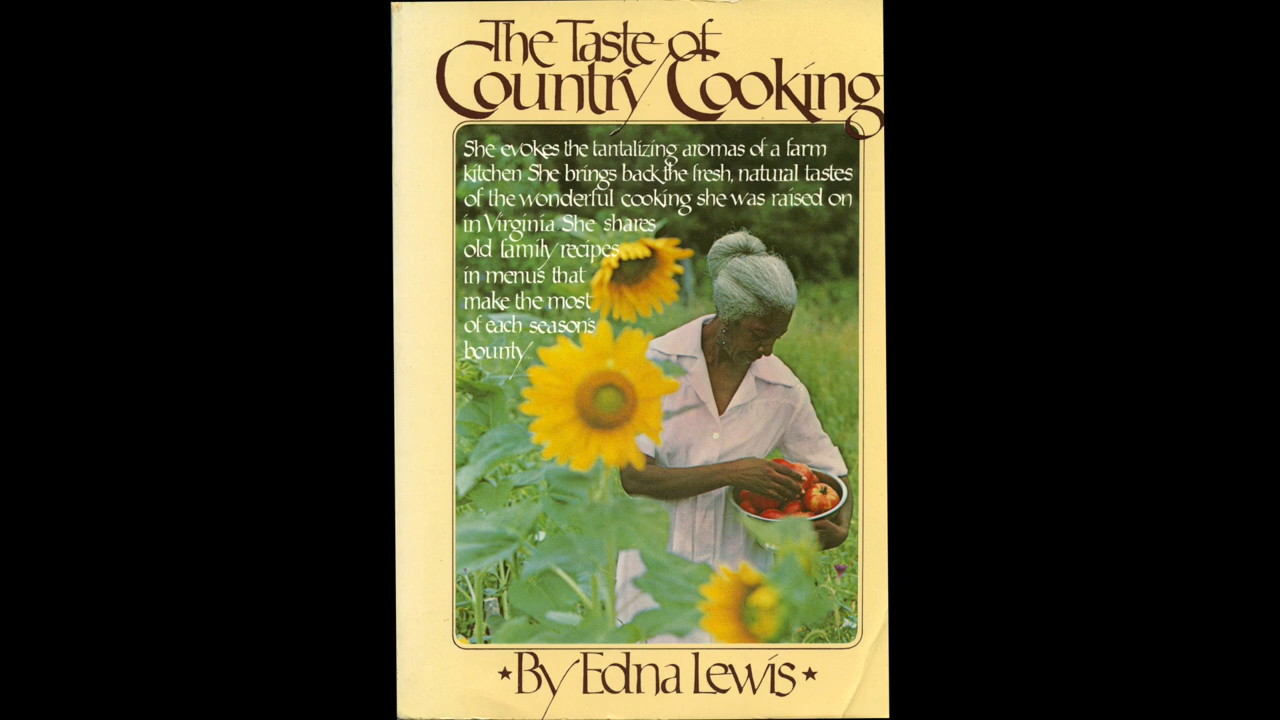 The Taste of
Country Cooking
She evokes the tantalizing aromas of a farm
kitchen She brings back the fresh, natural tastes
of the wonderful cooking she was raised on
in Virginia She shares
old family recipes
in menus that
make the most
of each season's
bounty
★By Edna Lewis★